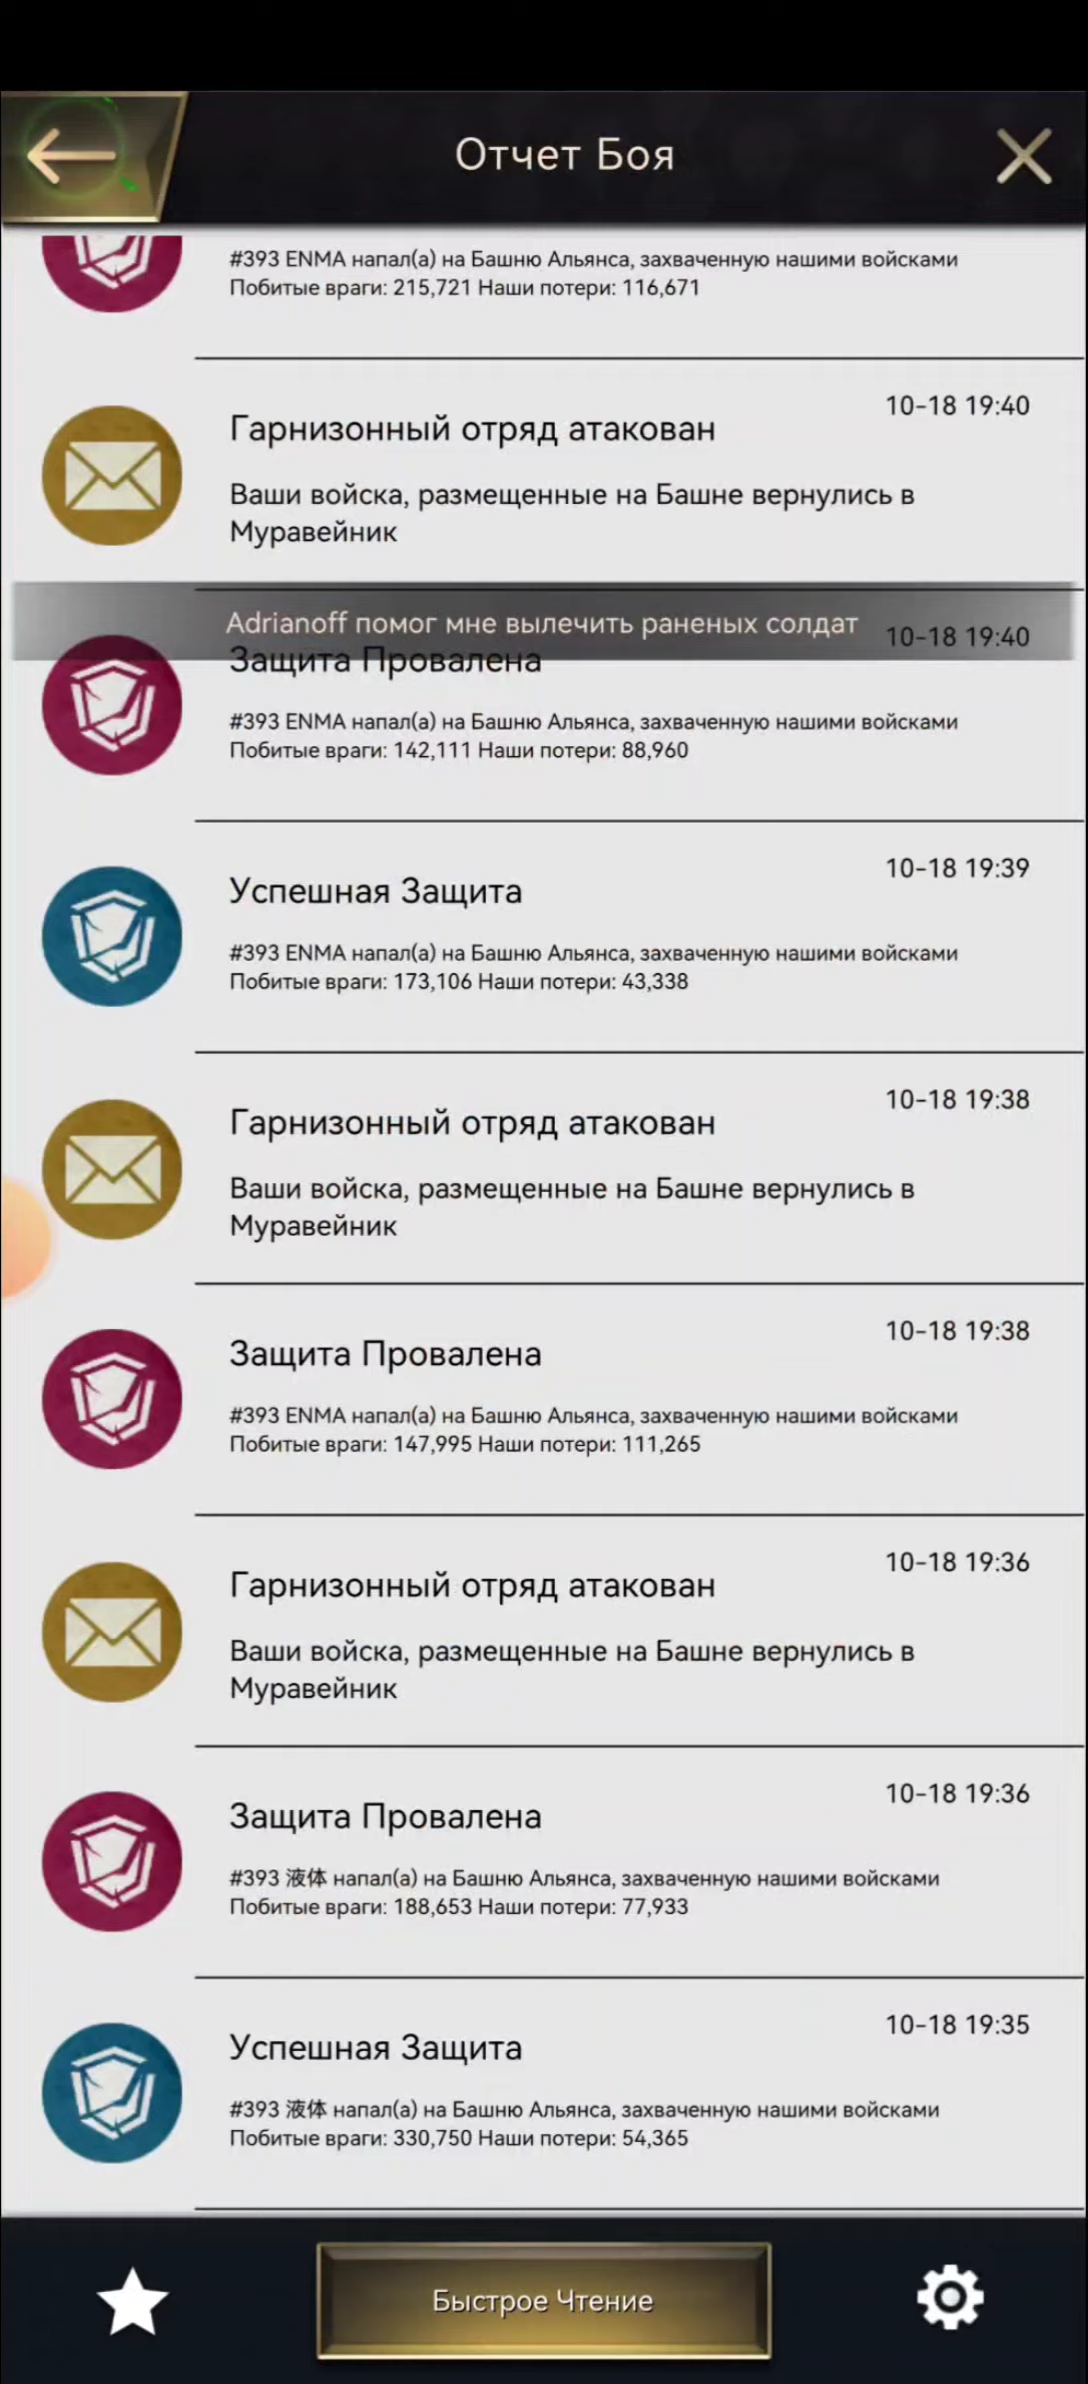 Отчет Боя
#393 ENMA напал(а) на Башню Альянса, захваченную нашими войсками
Побитые враги: 215,721 Наши потери: 116,671
10-18 19:40
Гарнизонный отряд атакован
Ваши войска, размещенные на Башне вернулись в
Муравейник
Adrianoff помог мне вылечить раненых солдат
10-18 19:40
Защита Провалена
#393 ENMA напал(а) на Башню Альянса, захваченную нашими войсками
Побитые враги: 142,111 Наши потери: 88,960
10-18 19:39
Успешная Защита
#393 ENMA напал(а) на Башню Альянса, захваченную нашими войсками
Побитые враги: 173,106 Наши потери: 43,338
10-18 19:38
Гарнизонный отряд атакован
Ваши войска, размещенные на Башне вернулись в
Муравейник
10-18 19:38
Защита Провалена
#393 ENMA напал(а) на Башню Альянса, захваченную нашими войсками
Побитые враги: 147,995 Наши потери: 111,265
10-18 19:36
Гарнизонный отряд атакован
Ваши войска, размещенные на Башне вернулись в
Муравейник
10-18 19:36
Защита Провалена
#393 液体 напал(а) на Башню Альянса, захваченную нашими войсками
Побитые враги: 188,653 Наши потери: 77,933
10-18 19:35
Успешная Защита
#393 液体 напал(а) на Башню Альянса, захваченную нашими войсками
Побитые враги: 330,750 Наши потери: 54,365
Быстрое Чтение